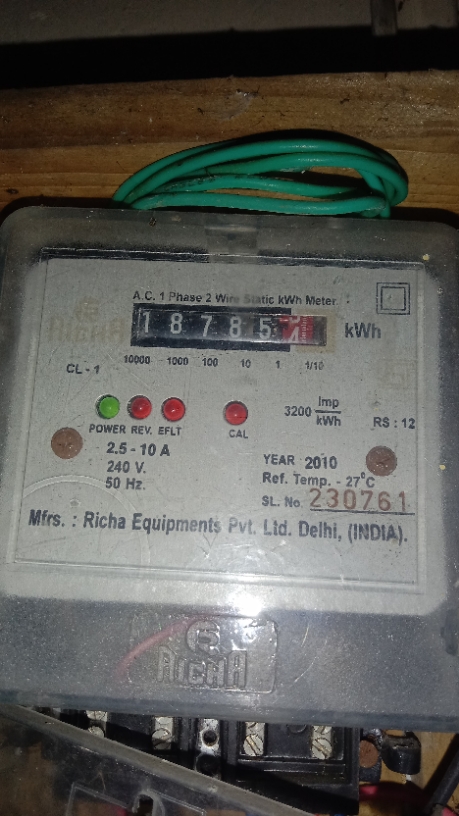 A.C. 1 Phase 2 Wire Static kWh Meter
18785 kWh
10000 1000 100 10 1 1/10
CL - 1
3200 Imp/kWh
RS : 12
POWER REV. EFLT CAL
2.5 - 10 A
240 V.
50 Hz.
YEAR 2010
Ref. Temp. - 27°C
SL. No. 230761
Mfrs. : Richa Equipments Pvt. Ltd. Delhi, (INDIA).
RICHA